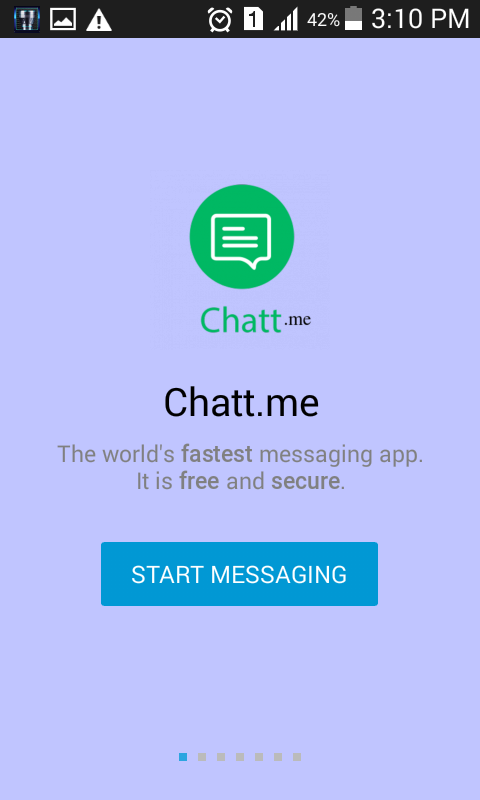 1 42% 3:10 PM
Chatt.me
Chatt.me
The world's fastest messaging app.
It is free and secure.
START MESSAGING